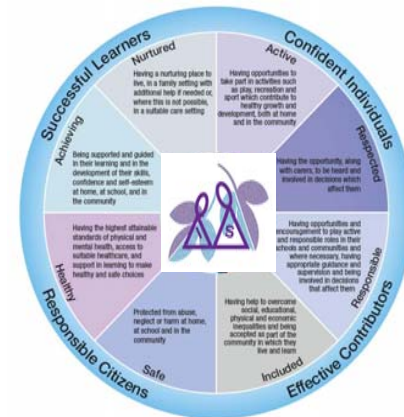 Successful Learners
Confident Individuals
Effective Contributors
Responsible Citizens
Nurtured
Having a nurturing place to
live, in a family setting with
additional help if needed or,
where this is not possible,
in a suitable care setting
Active
Having opportunities to
take part in activities such
as play, recreation and
sport which contribute to
healthy growth and
development, both at home
and in the community
Respected
Having the opportunity, along
with carers, to be heard and
involved in decisions which
affect them
Responsible
Having opportunities and
encouragement to play active
and responsible roles in their
schools and communities and
where necessary, having
appropriate guidance and
supervision and being
involved in decisions
that affect them
Included
Having help to overcome
social, educational,
physical and economic
inequalities and being
accepted as part of the
community in which they
live and learn
Safe
Protected from abuse,
neglect or harm at home,
at school and in the
community
Healthy
Having the highest attainable
standards of physical and
mental health, access to
suitable healthcare, and
support in learning to make
healthy and safe choices
Achieving
Being supported and guided
in their learning and in the
development of their skills,
confidence and self-esteem
at home, at school, and in
the community